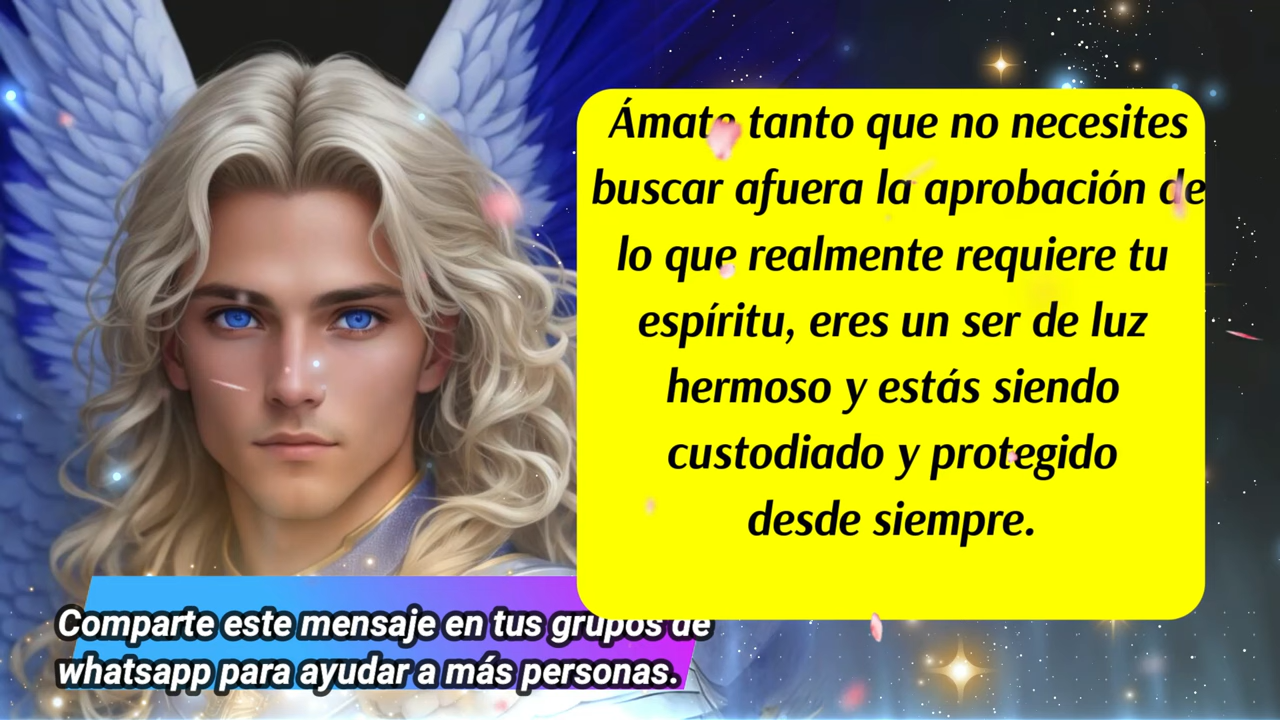 Ámate tanto que no necesites
buscar afuera la aprobación de
lo que realmente requiere tu
espíritu, eres un ser de luz
hermoso y estás siendo
custodiado y protegido
desde siempre.
Comparte este mensaje en tus grupos de
whatsapp para ayudar a más personas.